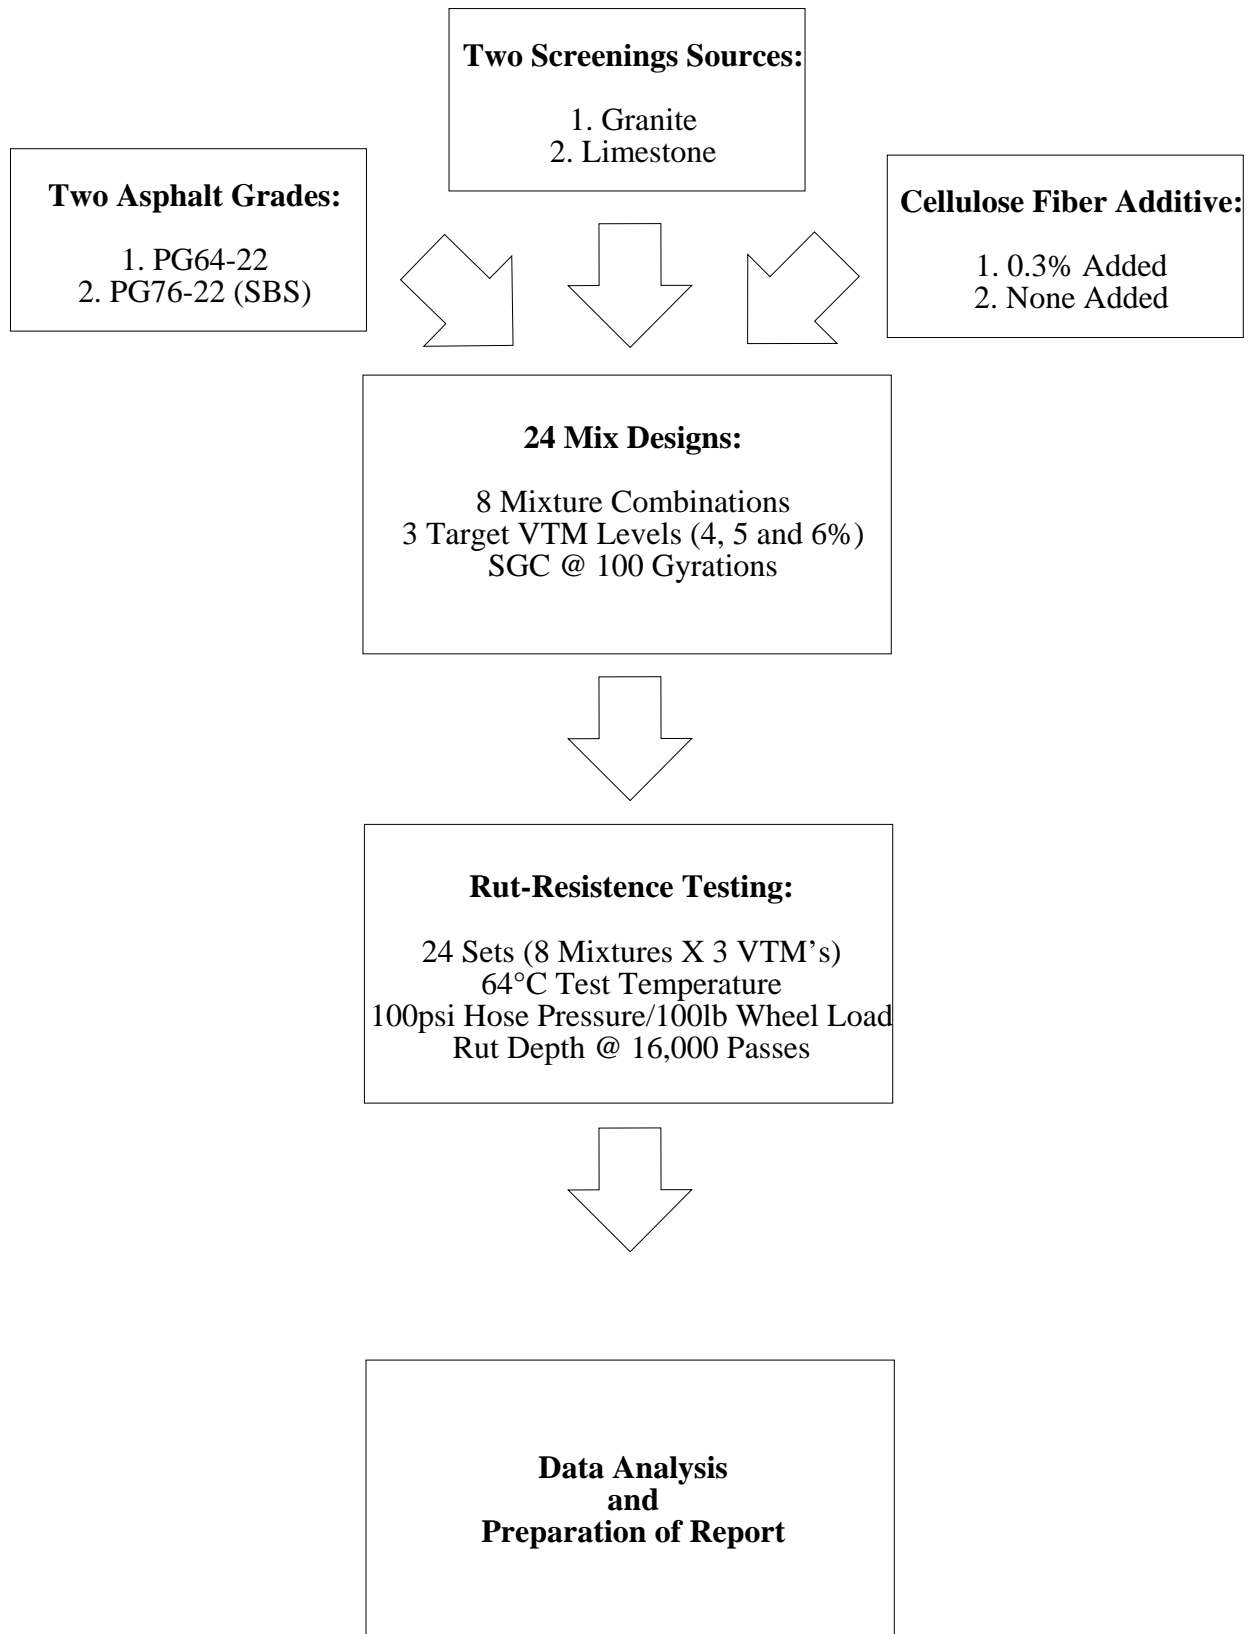 Two Screenings Sources:
1. Granite
2. Limestone
Two Asphalt Grades:
1. PG64-22
2. PG76-22 (SBS)
Cellulose Fiber Additive:
1. 0.3% Added
2. None Added
24 Mix Designs:
8 Mixture Combinations
3 Target VTM Levels (4, 5 and 6%)
SGC @ 100 Gyrations
Rut-Resistence Testing:
24 Sets (8 Mixtures X 3 VTM’s)
64°C Test Temperature
100psi Hose Pressure/100lb Wheel Load
Rut Depth @ 16,000 Passes
Data Analysis
and
Preparation of Report